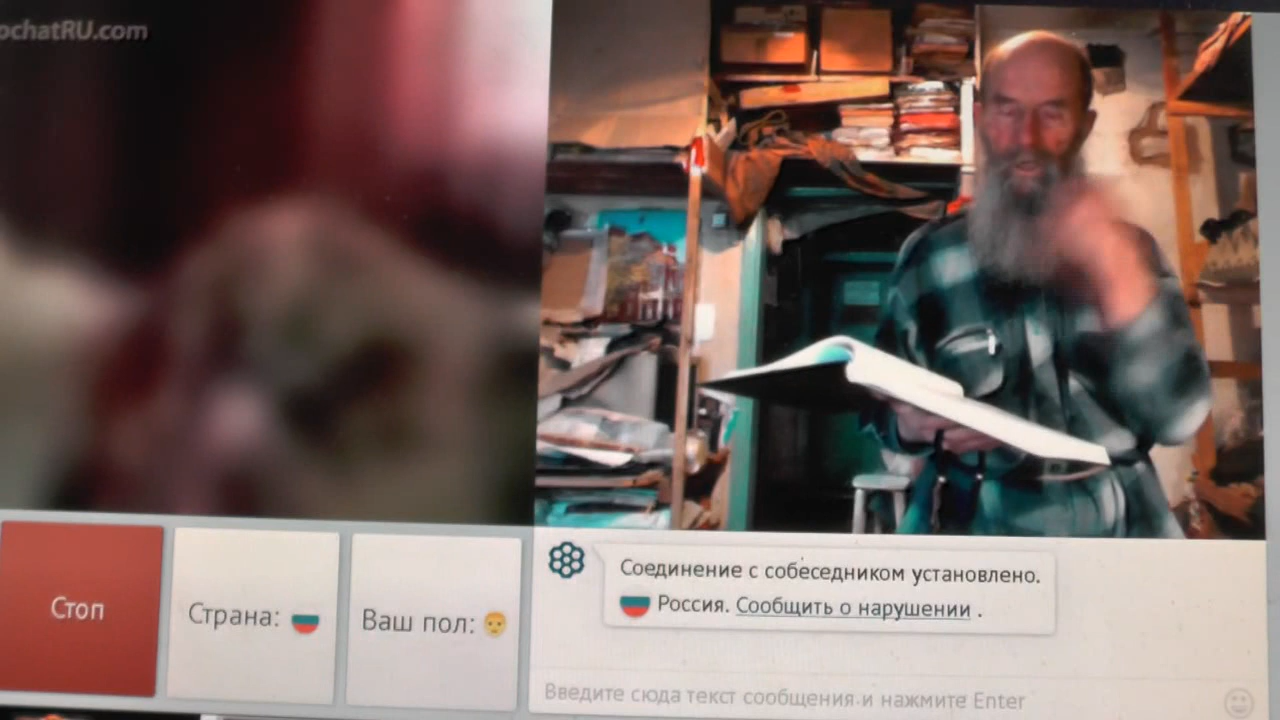 ochatRU.com
Стоп
Страна:
Ваш пол:
Соединение с собеседником установлено.
Россия. Сообщить о нарушении .
Введите сюда текст сообщения и нажмите Enter